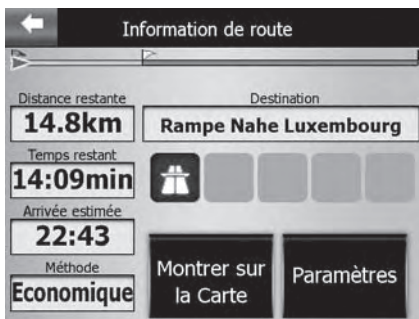 Information de route
Distance restante
14.8km
Destination
Rampe Nahe Luxembourg
Temps restant
14:09min
Arrivée estimée
22:43
Méthode
Economique
Montrer sur
la Carte
Paramètres